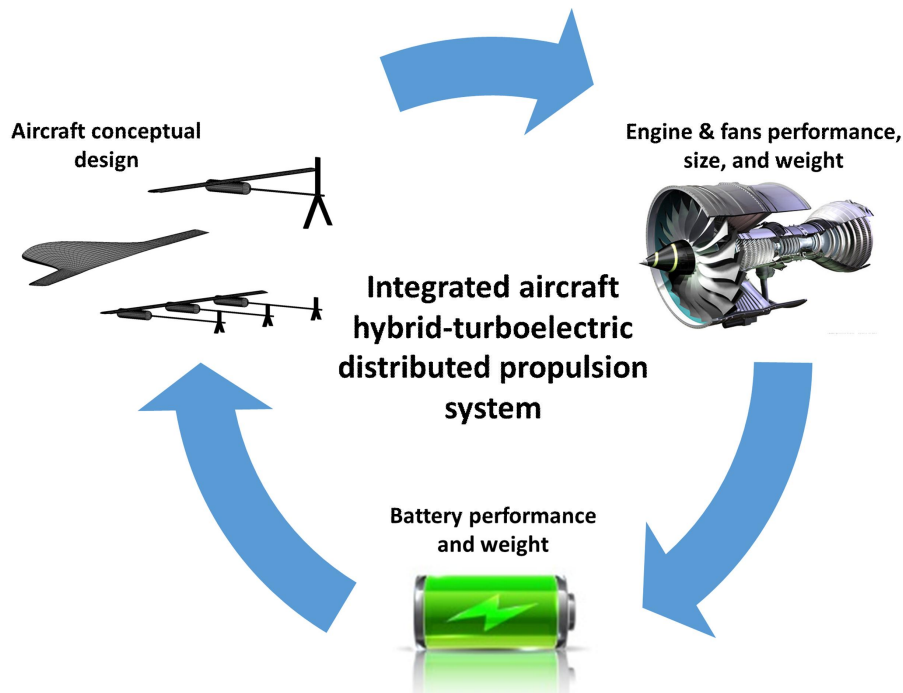 Aircraft conceptual
design
Engine & fans performance,
size, and weight
Integrated aircraft
hybrid-turboelectric
distributed propulsion
system
Battery performance
and weight